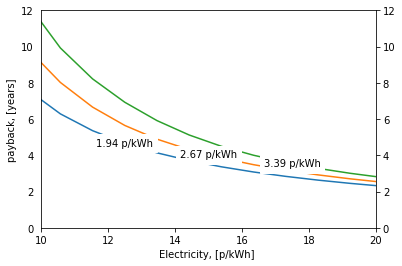 12
10
8
6
4
2
0
payback, [years]
12
10
8
6
4
2
0
1.94 p/kWh
2.67 p/kWh
3.39 p/kWh
10 12 14 16 18 20
Electricity, [p/kWh]